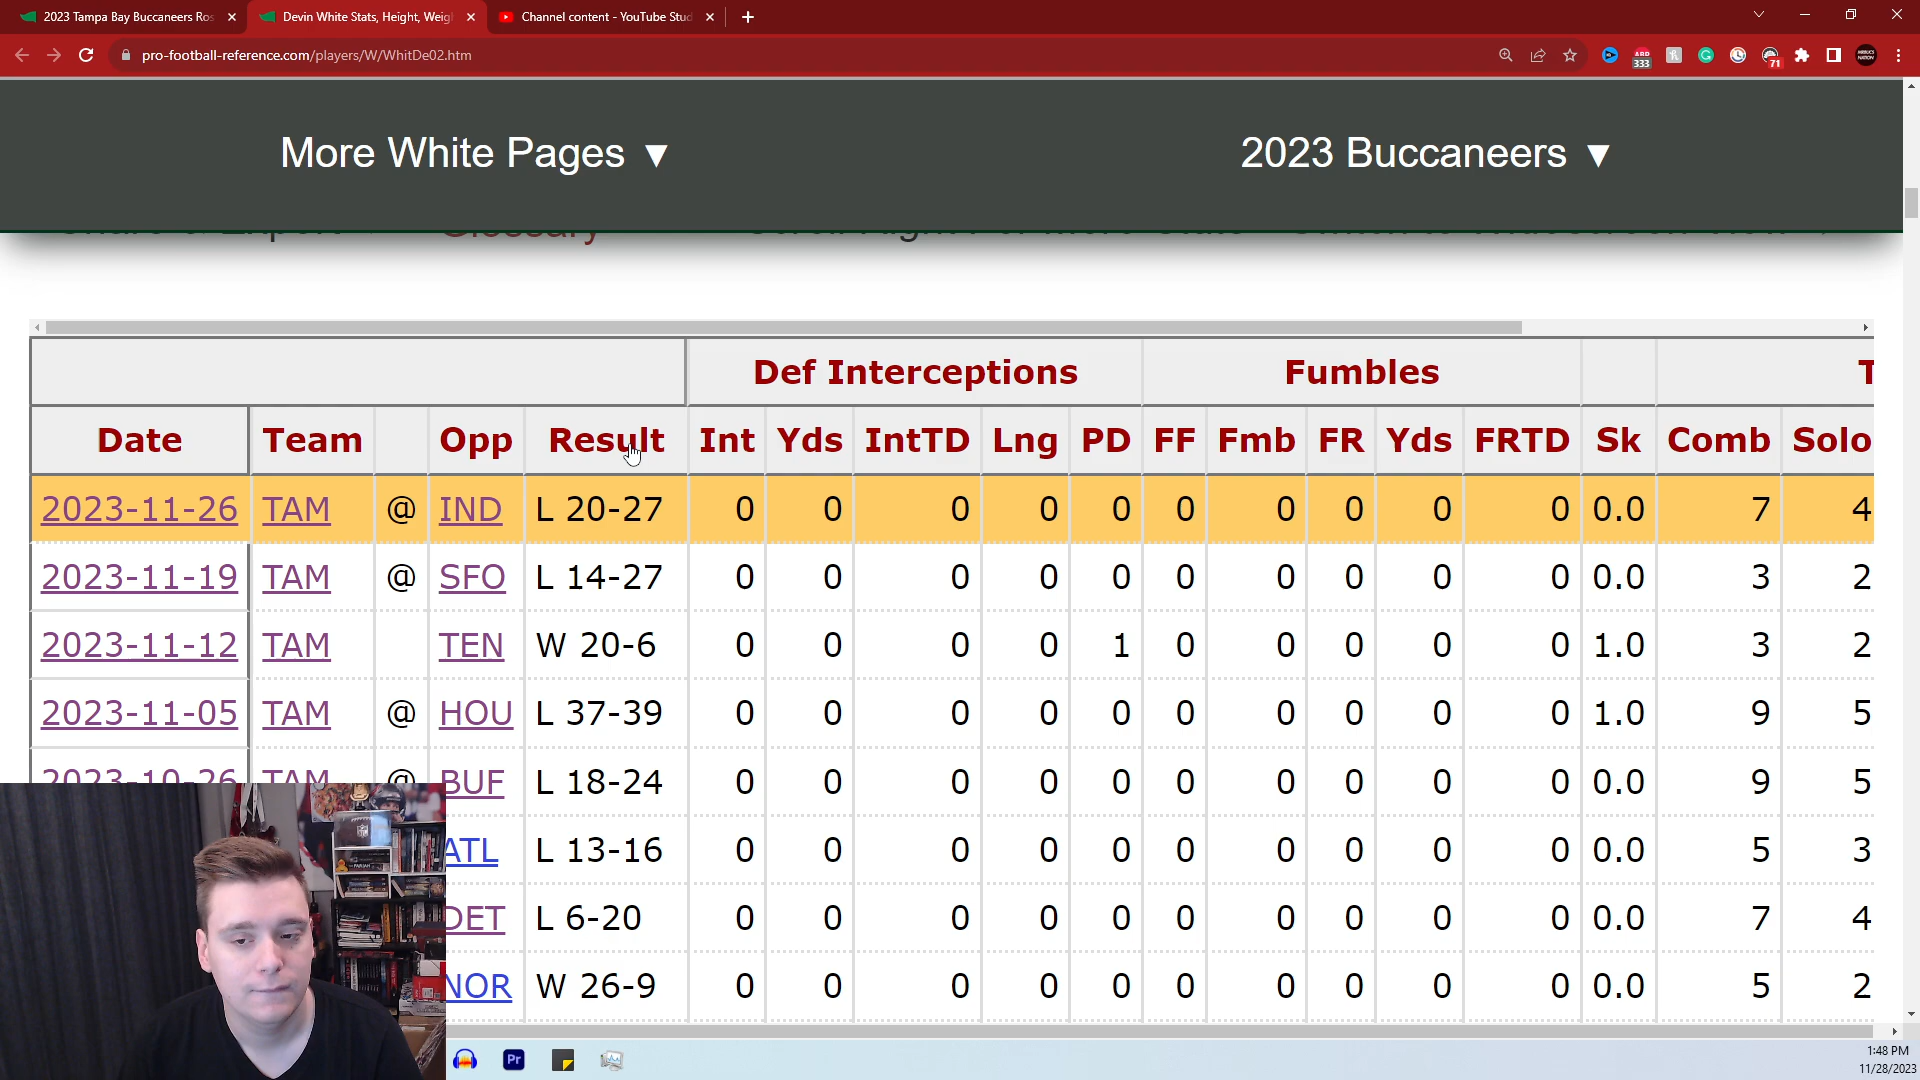 2023 Tampa Bay Buccaneers Ros
Devin White Stats, Height, Weigh
Channel content - YouTube Stud
pro-football-reference.com/players/W/WhitDe02.htm
333
71
More White Pages ▼
2023 Buccaneers ▼
Def Interceptions Fumbles T
Date Team Opp Result Int Yds IntTD Lng PD FF Fmb FR Yds FRTD Sk Comb Solo
2023-11-26 TAM @ IND L 20-27 0 0 0 0 0 0 0 0 0 0 0.0 7 4
2023-11-19 TAM @ SFO L 14-27 0 0 0 0 0 0 0 0 0 0 0.0 3 2
2023-11-12 TAM TEN W 20-6 0 0 0 0 1 0 0 0 0 0 1.0 3 2
2023-11-05 TAM @ HOU L 37-39 0 0 0 0 0 0 0 0 0 0 1.0 9 5
2023-10-26 TAM @ BUF L 18-24 0 0 0 0 0 0 0 0 0 0 0.0 9 5
ATL L 13-16 0 0 0 0 0 0 0 0 0 0 0.0 5 3
DET L 6-20 0 0 0 0 0 0 0 0 0 0 0.0 7 4
NOR W 26-9 0 0 0 0 0 0 0 0 0 0 0.0 5 2
Pr
1:48 PM
11/28/2023